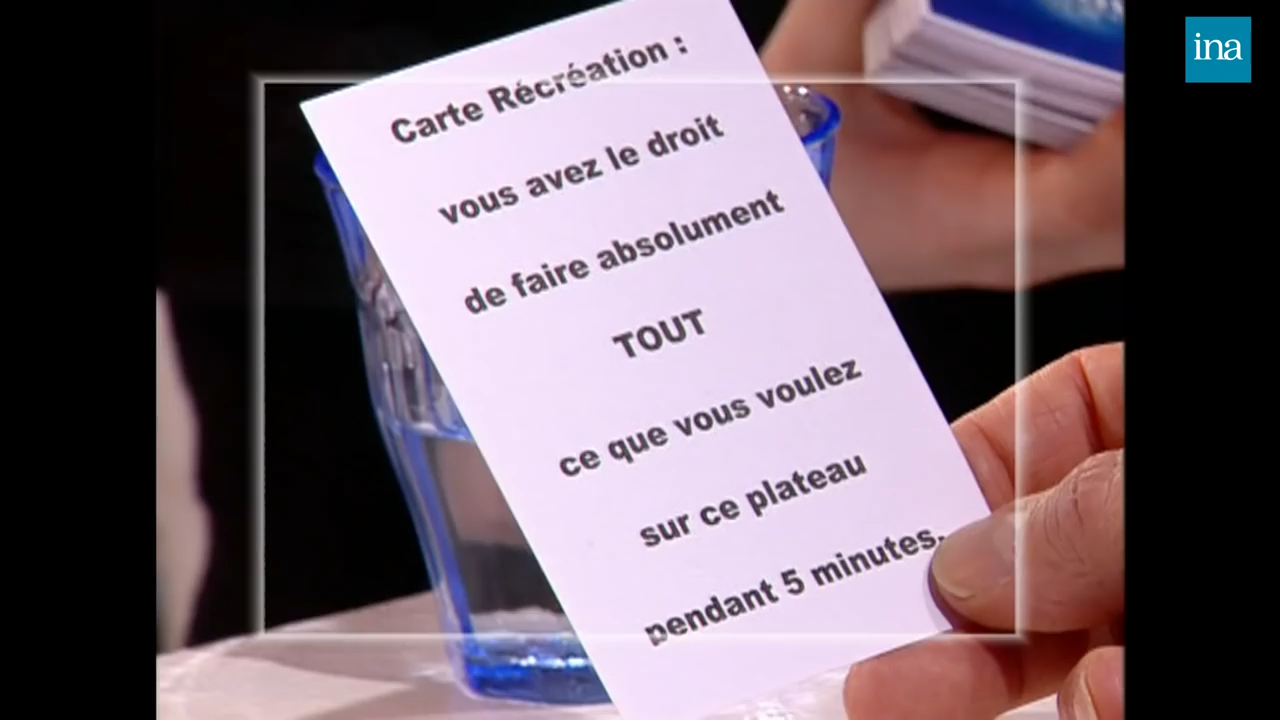 ina
Carte Récréation :
vous avez le droit
de faire absolument
TOUT
ce que vous voulez
sur ce plateau
pendant 5 minutes.